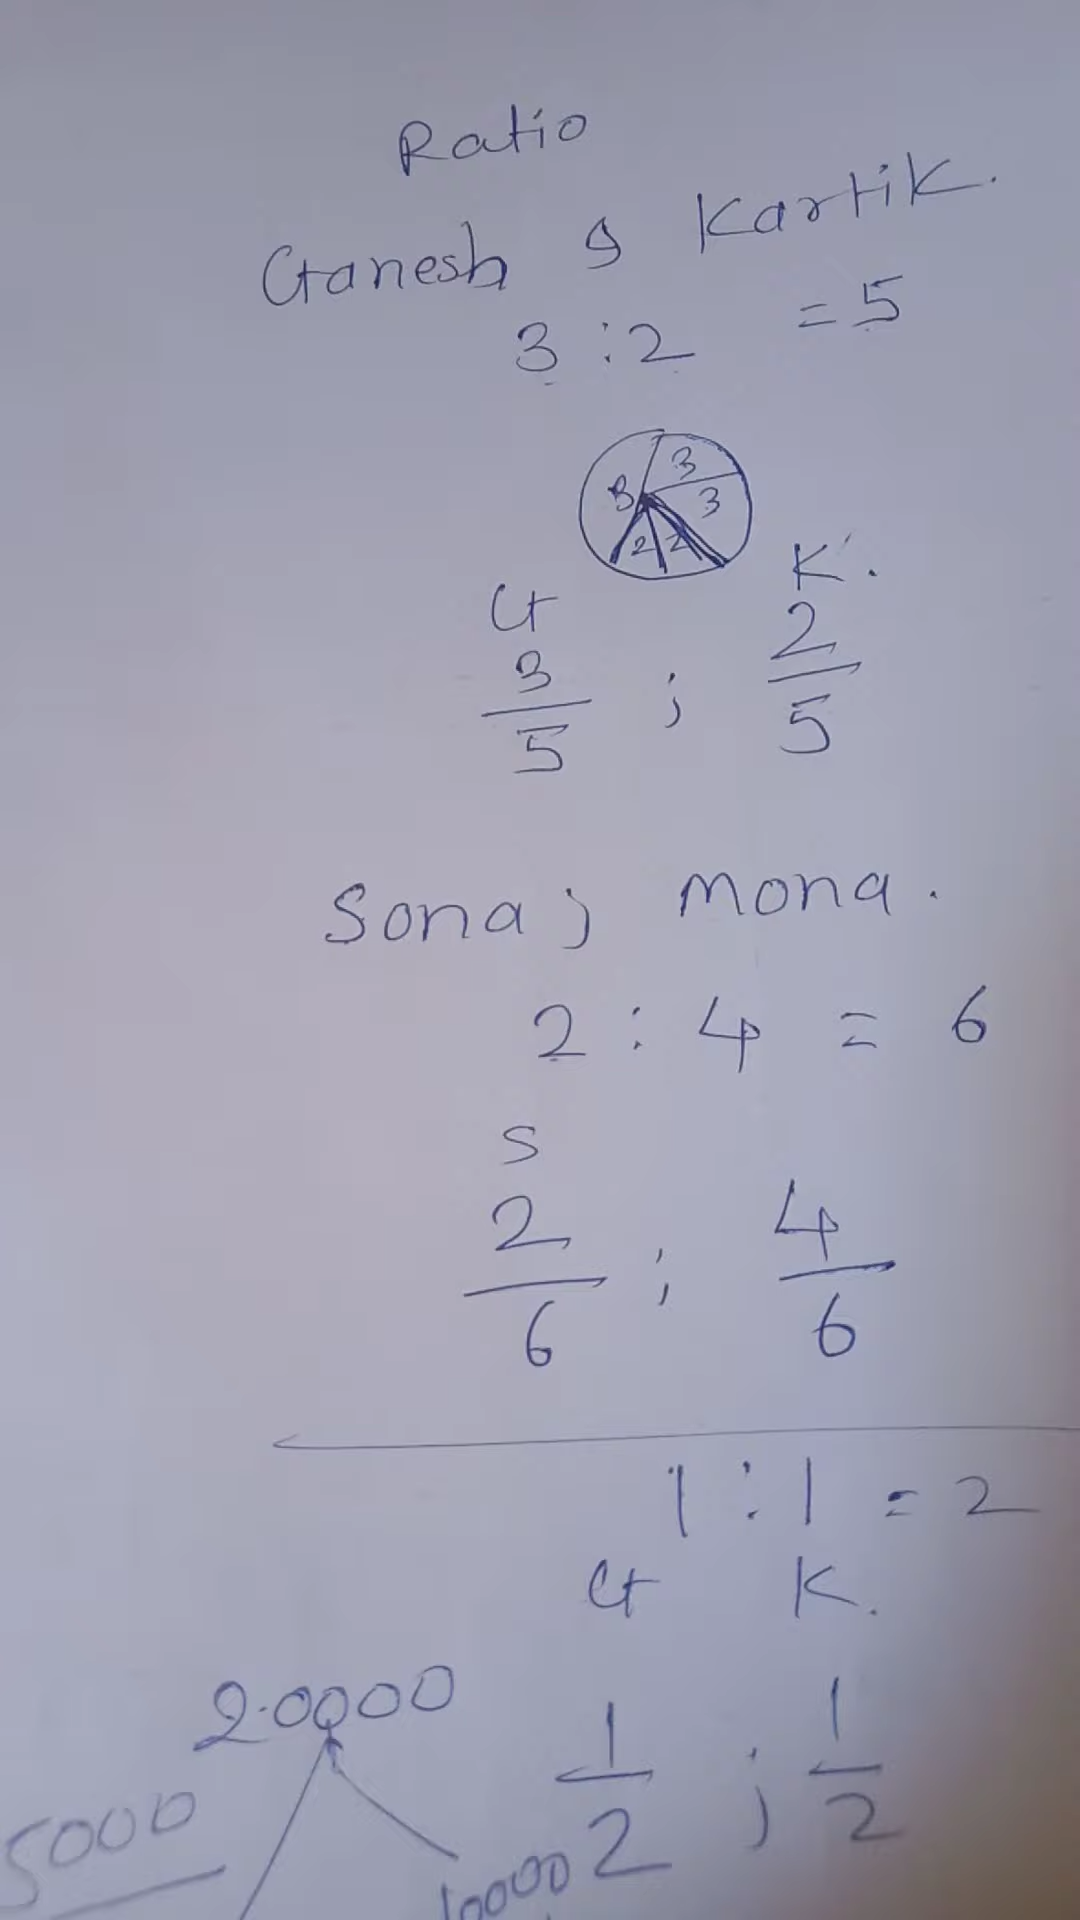 Ratio
Ganesh & Kartik.
3 : 2 = 5
3 3
3
2 2
G K.
3/5 ; 2/5
Sona ; Mona.
2 : 4 = 6
S
2/6 ; 4/6
1 : 1 = 2
G K.
20000
1/2 ; 1/2
5000
10000